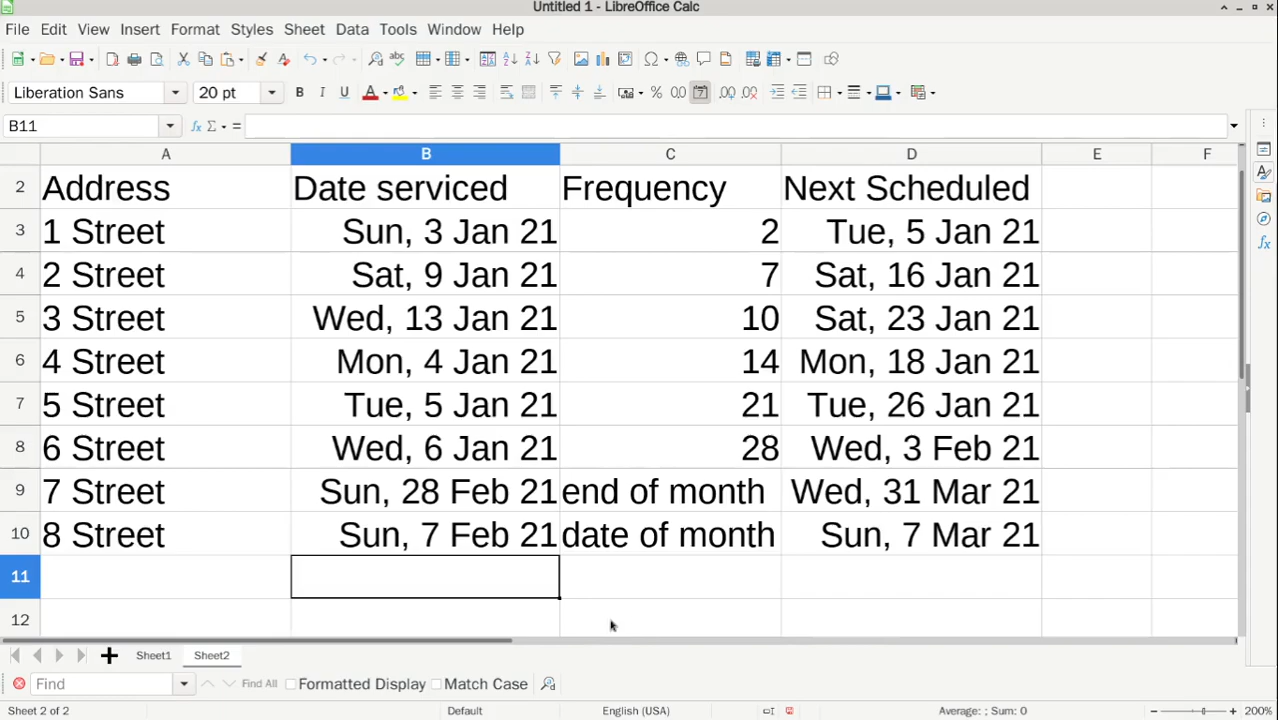 Untitled 1 - LibreOffice Calc
File Edit View Insert Format Styles Sheet Data Tools Window Help
Liberation Sans 20 pt
B11
A B C D E F
2 Address Date serviced Frequency Next Scheduled
3 1 Street Sun, 3 Jan 21 2 Tue, 5 Jan 21
4 2 Street Sat, 9 Jan 21 7 Sat, 16 Jan 21
5 3 Street Wed, 13 Jan 21 10 Sat, 23 Jan 21
6 4 Street Mon, 4 Jan 21 14 Mon, 18 Jan 21
7 5 Street Tue, 5 Jan 21 21 Tue, 26 Jan 21
8 6 Street Wed, 6 Jan 21 28 Wed, 3 Feb 21
9 7 Street Sun, 28 Feb 21 end of month Wed, 31 Mar 21
10 8 Street Sun, 7 Feb 21 date of month Sun, 7 Mar 21
11
12
Sheet1 Sheet2
Find Find All Formatted Display Match Case
Sheet 2 of 2 Default English (USA) Average: ; Sum: 0 200%